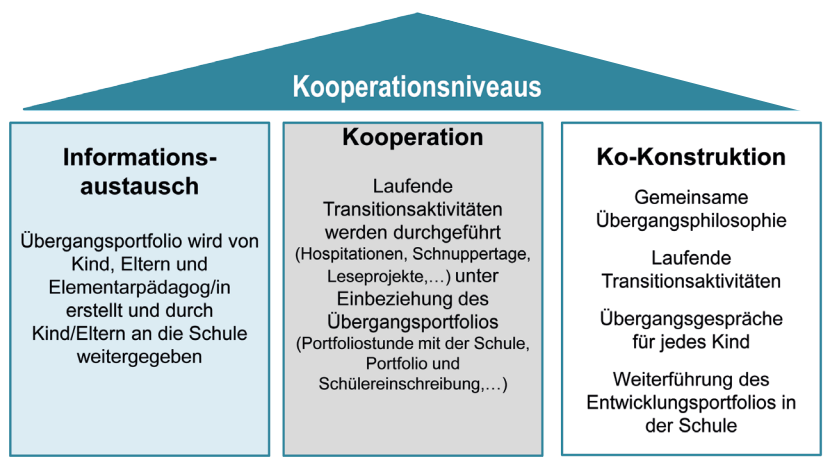 Kooperationsniveaus
Informations-
austausch
Übergangsportfolio wird von
Kind, Eltern und
Elementarpädagog/in
erstellt und durch
Kind/Eltern an die Schule
weitergegeben
Kooperation
Laufende
Transitionsaktivitäten
werden durchgeführt
(Hospitationen, Schnuppertage,
Leseprojekte,…) unter
Einbeziehung des
Übergangsportfolios
(Portfoliostunde mit der Schule,
Portfolio und
Schülereinschreibung,…)
Ko-Konstruktion
Gemeinsame
Übergangsphilosophie
Laufende
Transitionsaktivitäten
Übergangsgespräche
für jedes Kind
Weiterführung des
Entwicklungsportfolios in
der Schule